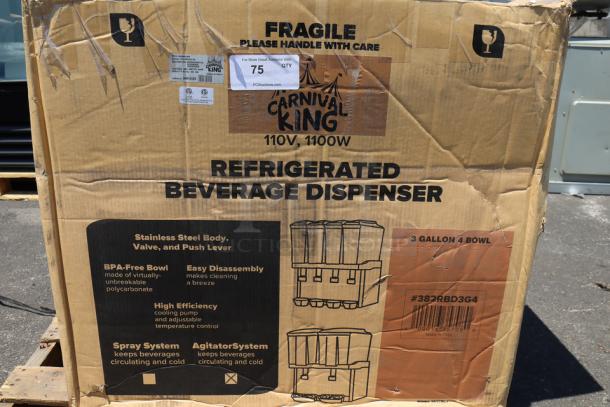 FRAGILE
PLEASE HANDLE WITH CARE
75
QTY
CARNIVAL
KING
110V, 1100W
REFRIGERATED
BEVERAGE DISPENSER
Stainless Steel Body,
Valve, and Push Lever
BPA-Free Bowl
made of virtually-
unbreakable
polycarbonate
Easy Disassembly
makes cleaning
a breeze
High Efficiency
cooling pump
and adjustable
temperature control
Spray System
keeps beverages
circulating and cold
AgitatorSystem
keeps beverages
circulating and cold
3 GALLON 4 BOWL
#382RBD3G4